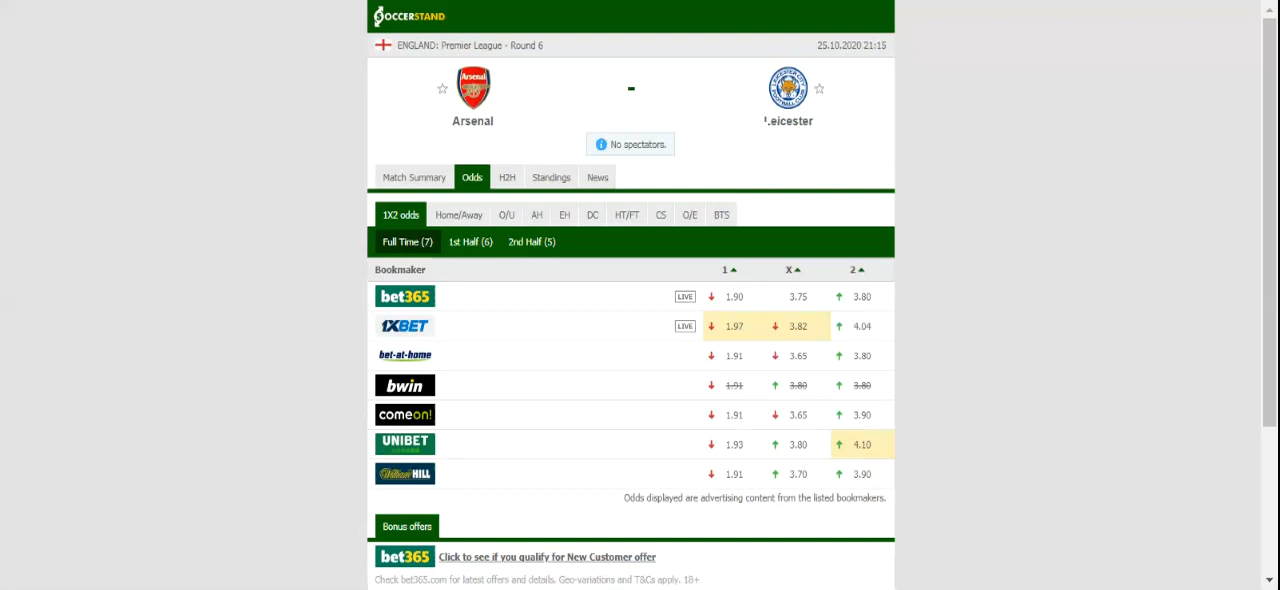 SOCCERSTAND
ENGLAND: Premier League - Round 6 25.10.2020 21:15
Arsenal
-
Arsenal Leicester
No spectators.
Match Summary Odds H2H Standings News
1X2 odds Home/Away O/U AH EH DC HT/FT CS O/E BTS
Full Time (7) 1st Half (6) 2nd Half (5)
Bookmaker 1 X 2
bet365 LIVE 1.90 3.75 3.80
1XBET LIVE 1.97 3.82 4.04
bet-at-home 1.91 3.65 3.80
bwin 1.91 3.80 3.80
comeon! 1.91 3.65 3.90
UNIBET 1.93 3.80 4.10
William HILL 1.91 3.70 3.90
Odds displayed are advertising content from the listed bookmakers.
Bonus offers
bet365 Click to see if you qualify for New Customer offer
Check bet365.com for latest offers and details. Geo-variations and T&Cs apply. 18+